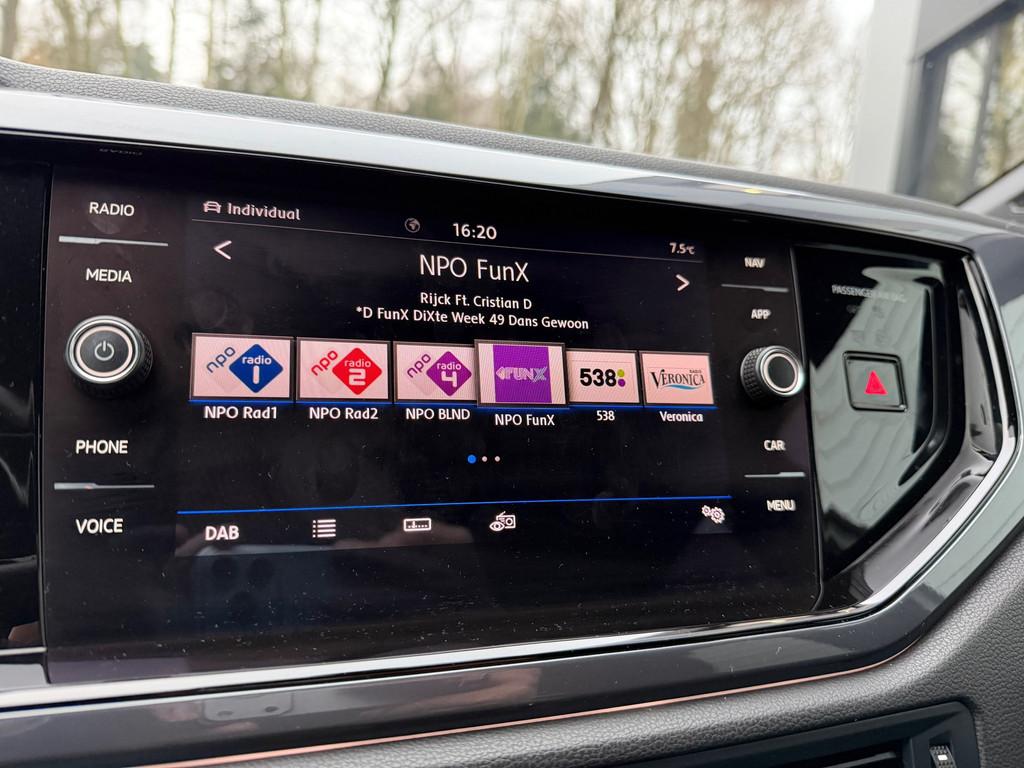 RADIO
MEDIA
PHONE
VOICE
Individual
16:20
7.5°C
NPO FunX
Rijck Ft. Cristian D
*D FunX DiXte Week 49 Dans Gewoon
npo radio 1
npo radio 2
npo radio 4
FUNX
538
RADIO VERONICA
NPO Rad1
NPO Rad2
NPO BLND
NPO FunX
538
Veronica
DAB
NAV
APP
CAR
MENU